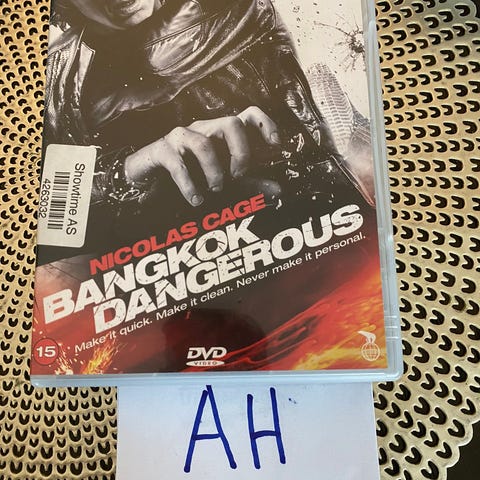 Showtime AS
4263032
NICOLAS CAGE
BANGKOK
DANGEROUS
Make it quick. Make it clean. Never make it personal.
15
DVD
VIDEO
AH